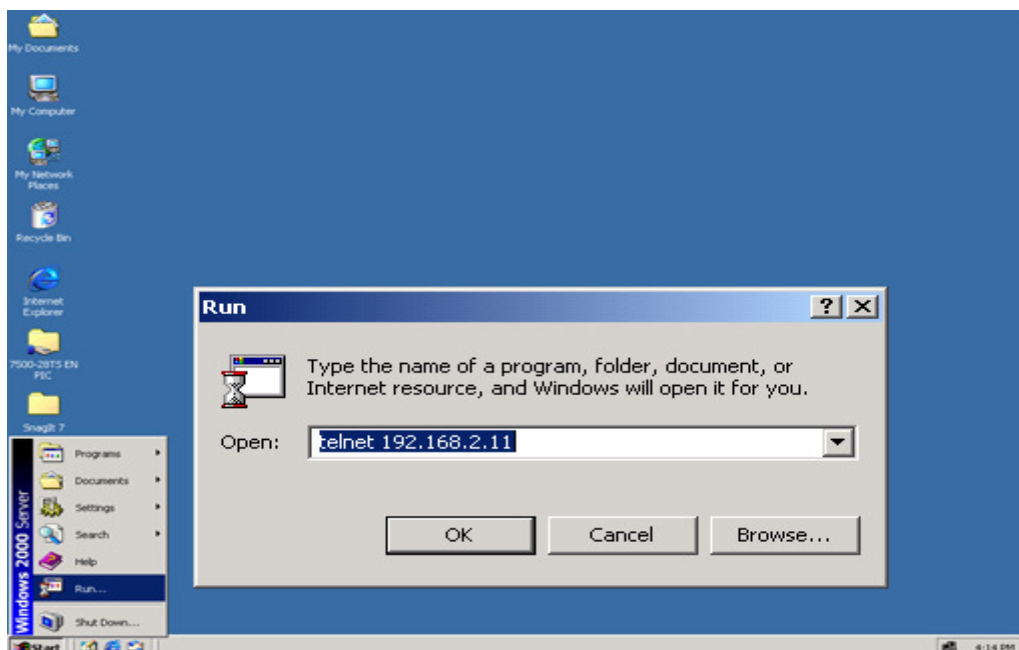 My Documents
My Computer
My Network
Places
Recycle Bin
Internet
Explorer
7500-28TS EN
PIC
SnagIt 7
Run
Type the name of a program, folder, document, or
Internet resource, and Windows will open it for you.
Open:
telnet 192.168.2.11
OK
Cancel
Browse...
Windows 2000 Server
Programs
Documents
Settings
Search
Help
Run...
Shut Down...
Start
4:14 PM